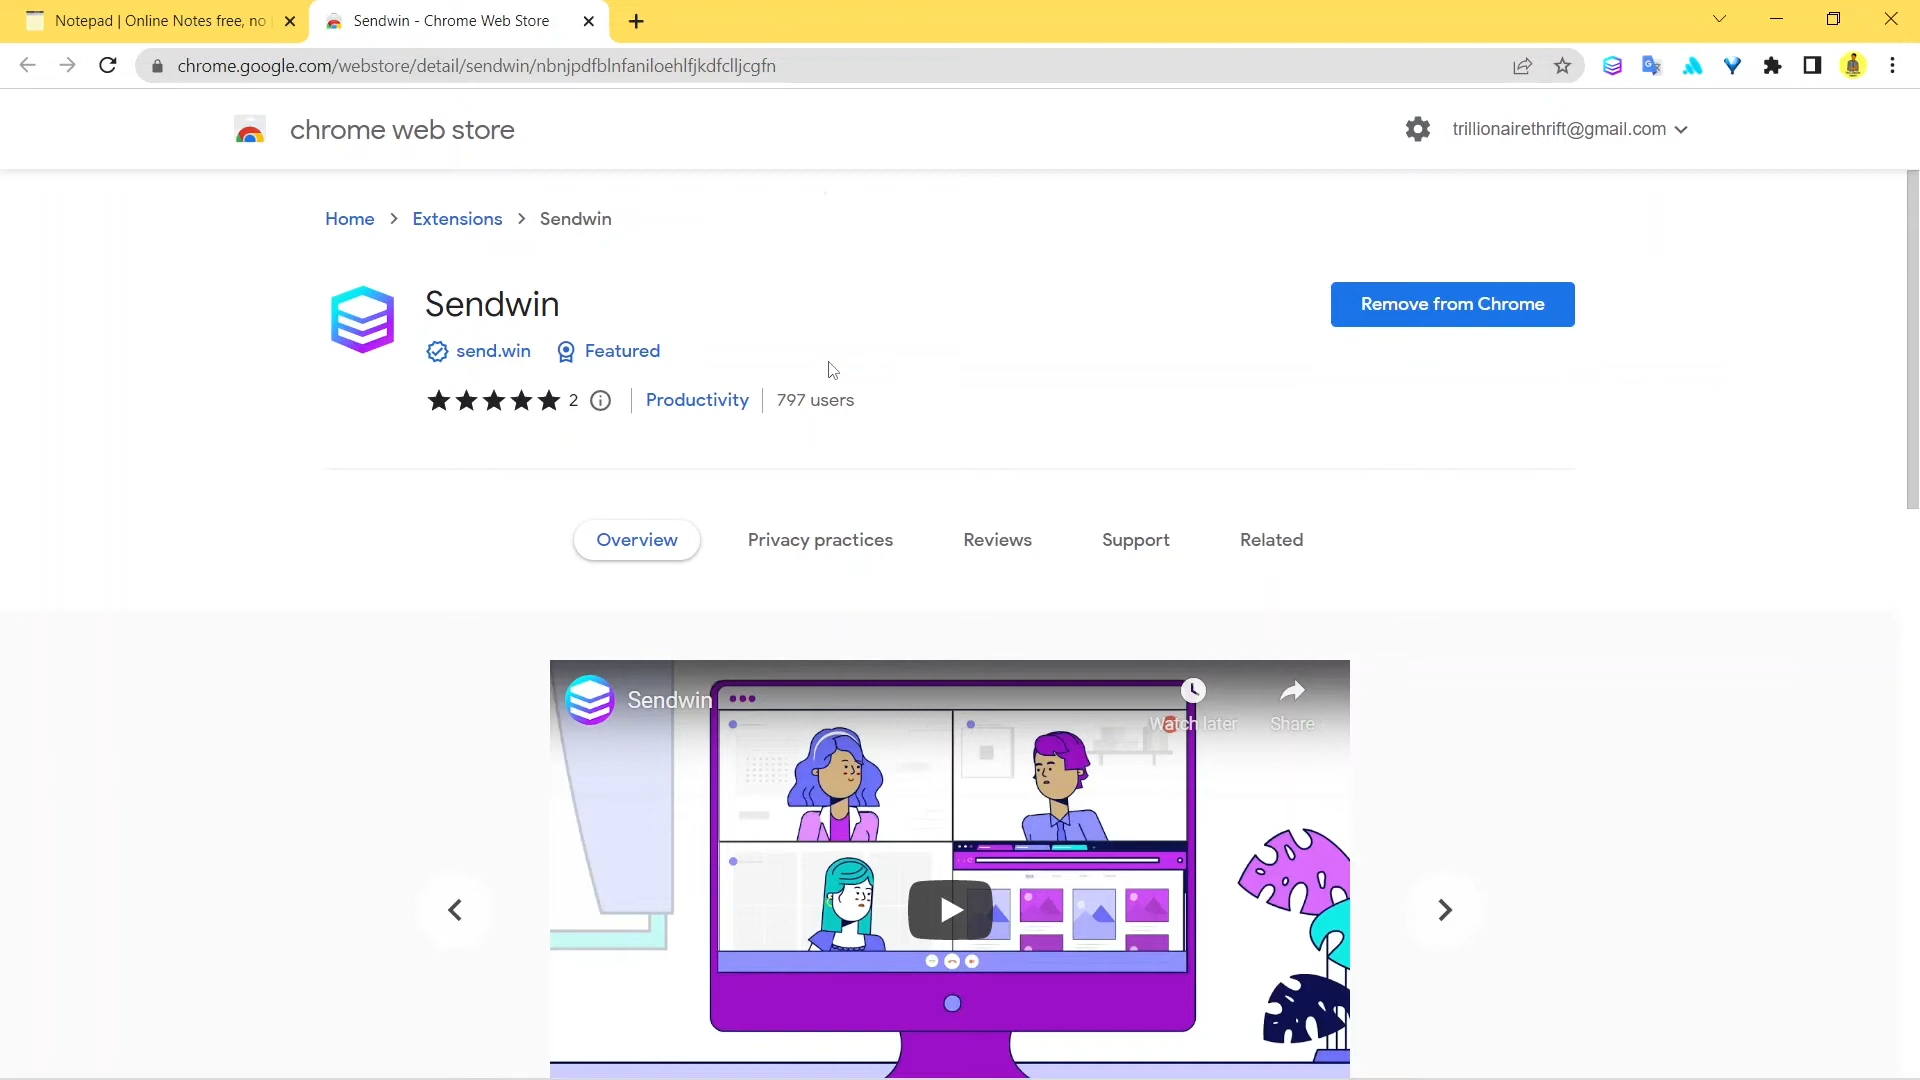 Notepad | Online Notes free, no
Sendwin - Chrome Web Store
chrome.google.com/webstore/detail/sendwin/nbnjpdfblnfaniloehlfjkdfclljcgfn
chrome web store
trillionairethrift@gmail.com
Home > Extensions > Sendwin
Sendwin
Remove from Chrome
send.win Featured
2 Productivity 797 users
Overview Privacy practices Reviews Support Related
Sendwin
Watch later Share